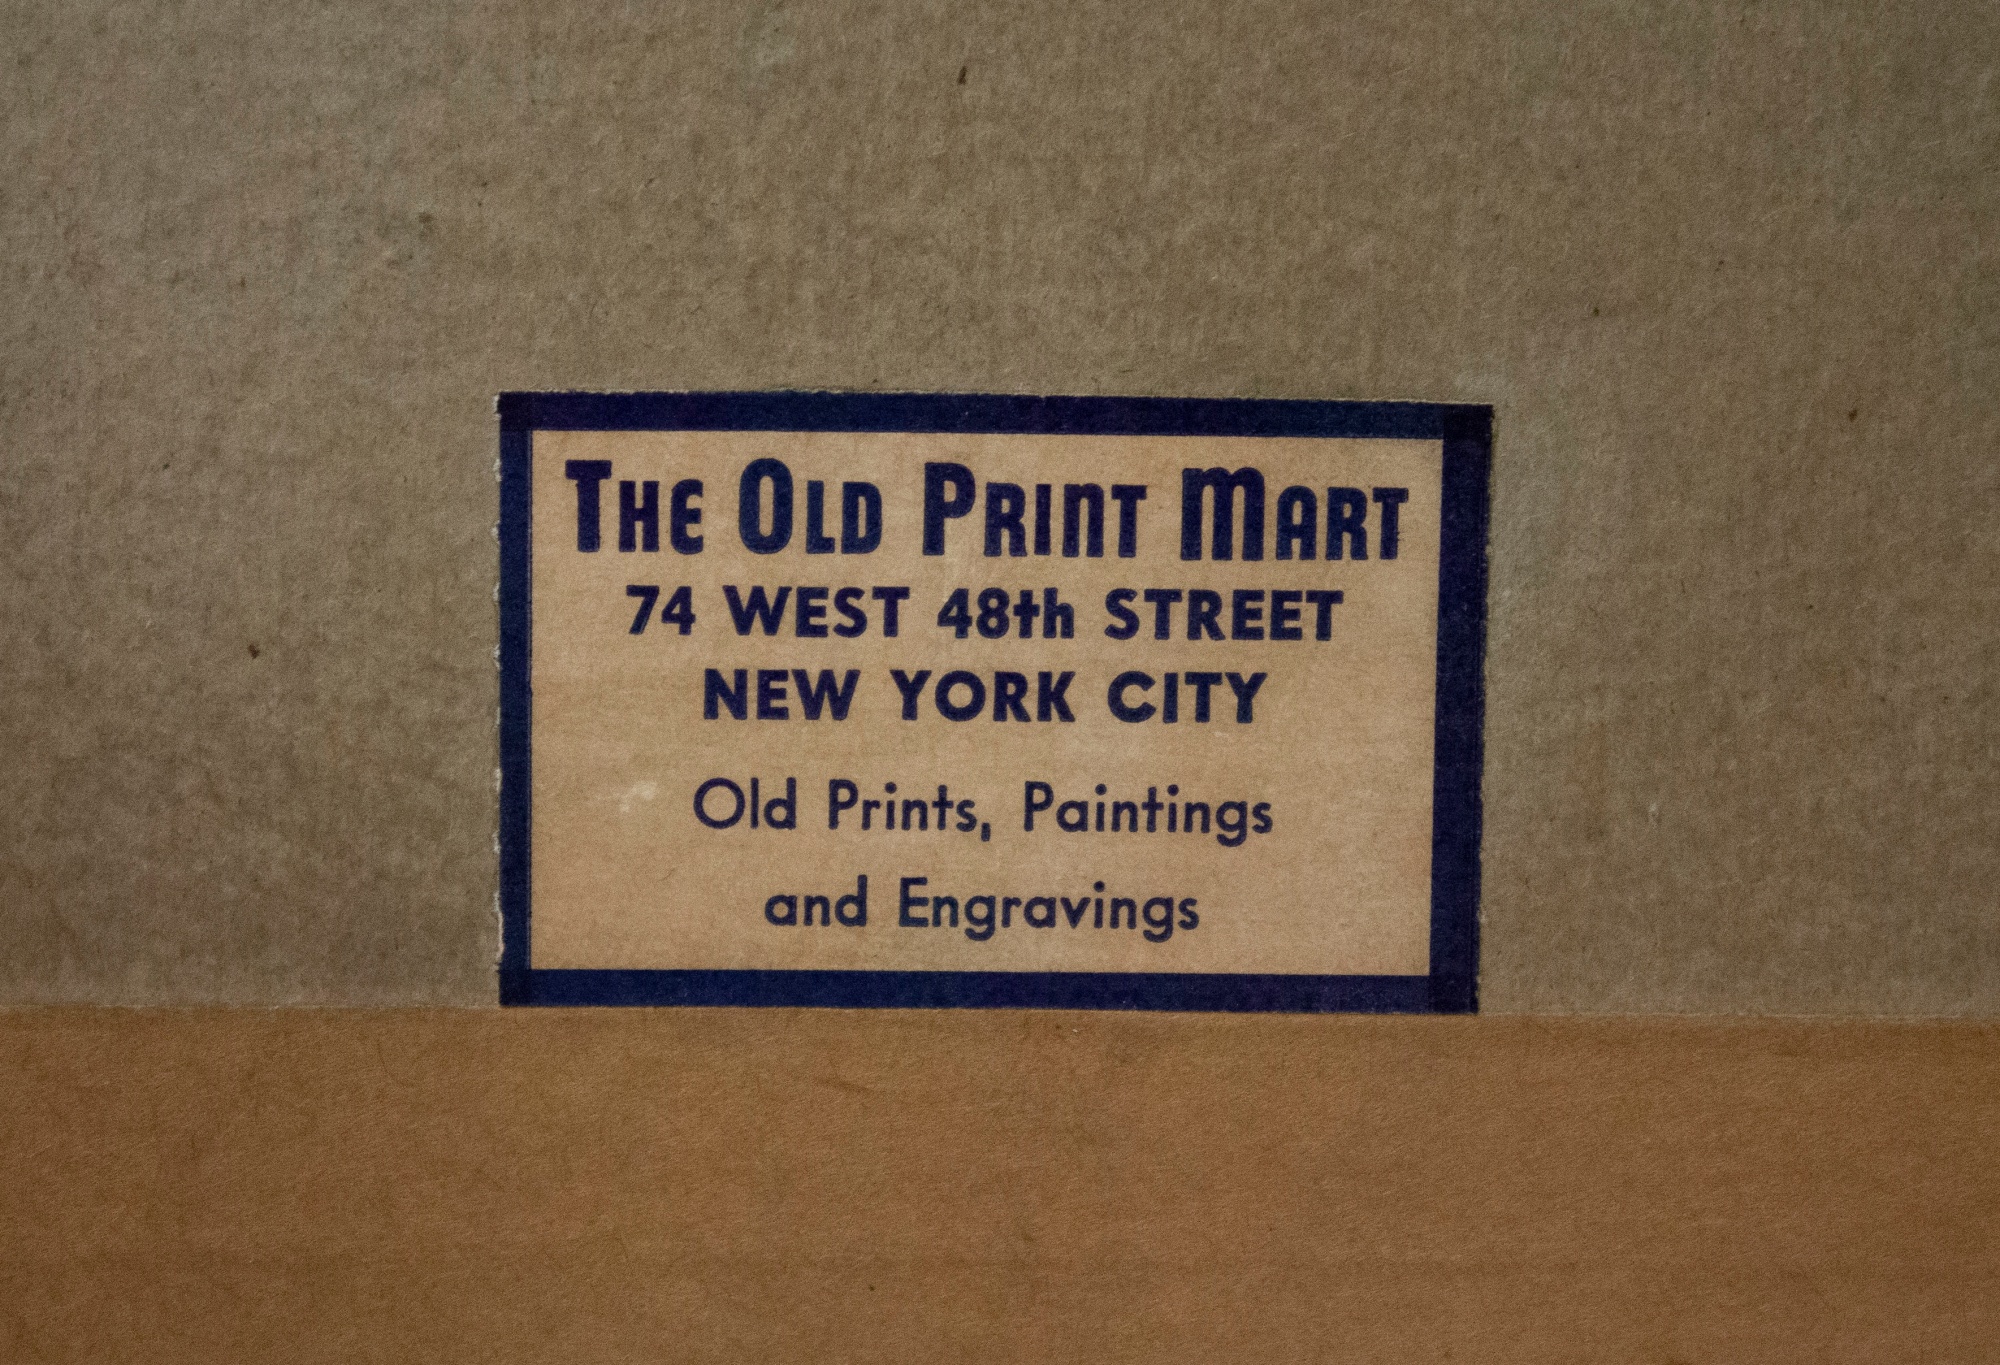 The Old Print Mart
74 WEST 48th STREET
NEW YORK CITY
Old Prints, Paintings
and Engravings